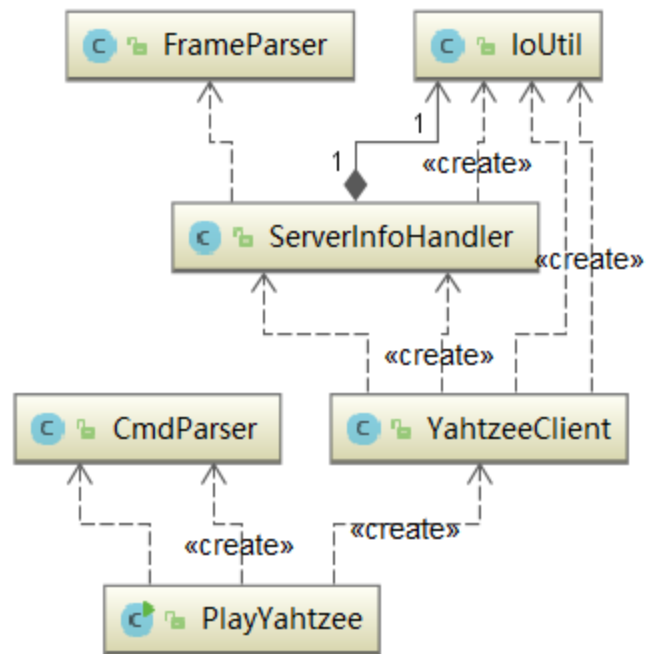 C FrameParser
C IoUtil
1
1
«create»
C ServerInfoHandler
«create»
«create»
C CmdParser
C YahtzeeClient
«create»
«create»
C PlayYahtzee